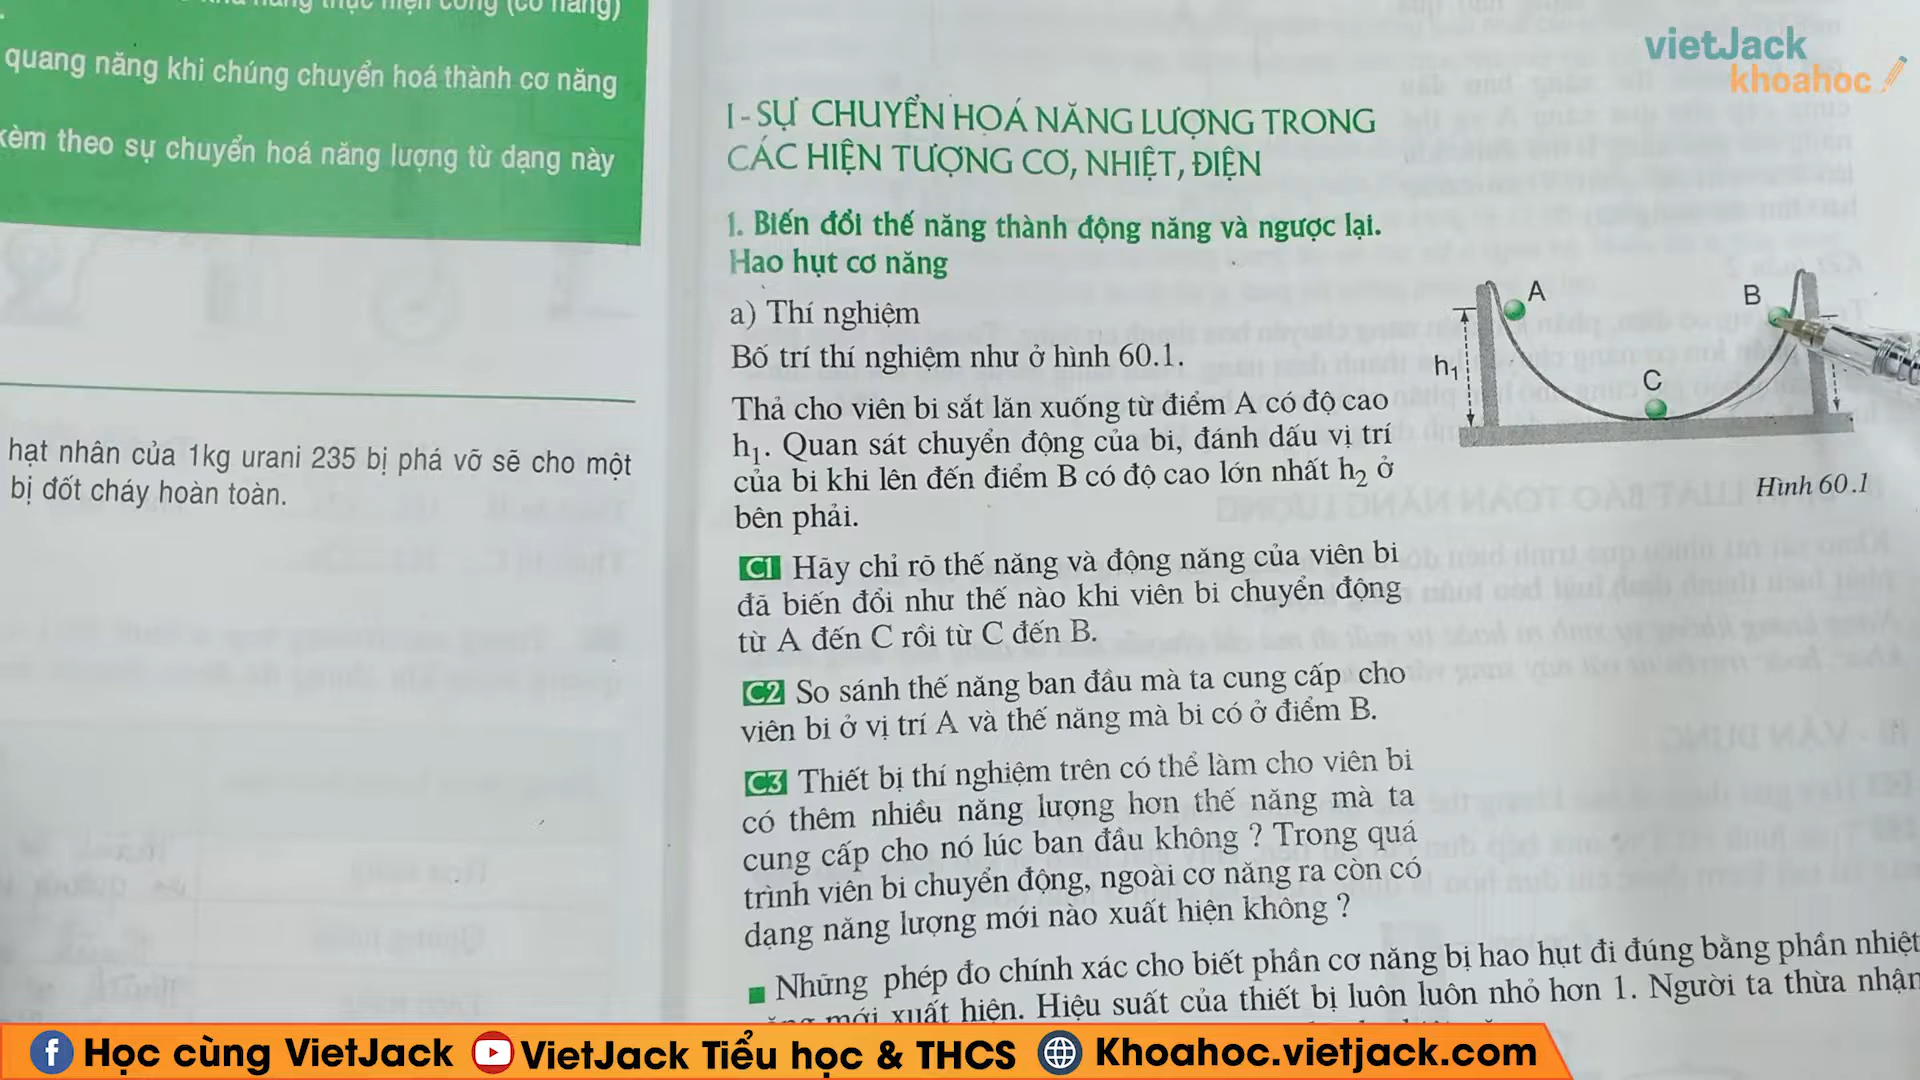 quang năng khi chúng chuyển hoá thành cơ năng
kèm theo sự chuyển hoá năng lượng từ dạng này
hạt nhân của 1kg urani 235 bị phá vỡ sẽ cho một
bị đốt cháy hoàn toàn.
vietJack
khoahoc
I - SỰ CHUYỂN HOÁ NĂNG LƯỢNG TRONG
CÁC HIỆN TƯỢNG CƠ, NHIỆT, ĐIỆN
1. Biến đổi thế năng thành động năng và ngược lại.
Hao hụt cơ năng
a) Thí nghiệm
Bố trí thí nghiệm như ở hình 60.1.
Thả cho viên bi sắt lăn xuống từ điểm A có độ cao
h1. Quan sát chuyển động của bi, đánh dấu vị trí
của bi khi lên đến điểm B có độ cao lớn nhất h2 ở
bên phải.
A
B
h1
C
Hình 60.1
C1 Hãy chỉ rõ thế năng và động năng của viên bi
đã biến đổi như thế nào khi viên bi chuyển động
từ A đến C rồi từ C đến B.
C2 So sánh thế năng ban đầu mà ta cung cấp cho
viên bi ở vị trí A và thế năng mà bi có ở điểm B.
C3 Thiết bị thí nghiệm trên có thể làm cho viên bi
có thêm nhiều năng lượng hơn thế năng mà ta
cung cấp cho nó lúc ban đầu không ? Trong quá
trình viên bi chuyển động, ngoài cơ năng ra còn có
dạng năng lượng mới nào xuất hiện không ?
Những phép đo chính xác cho biết phần cơ năng bị hao hụt đi đúng bằng phần nhiệt
mới xuất hiện. Hiệu suất của thiết bị luôn luôn nhỏ hơn 1. Người ta thừa nhận
Học cùng VietJack VietJack Tiểu học & THCS Khoahoc.vietjack.com